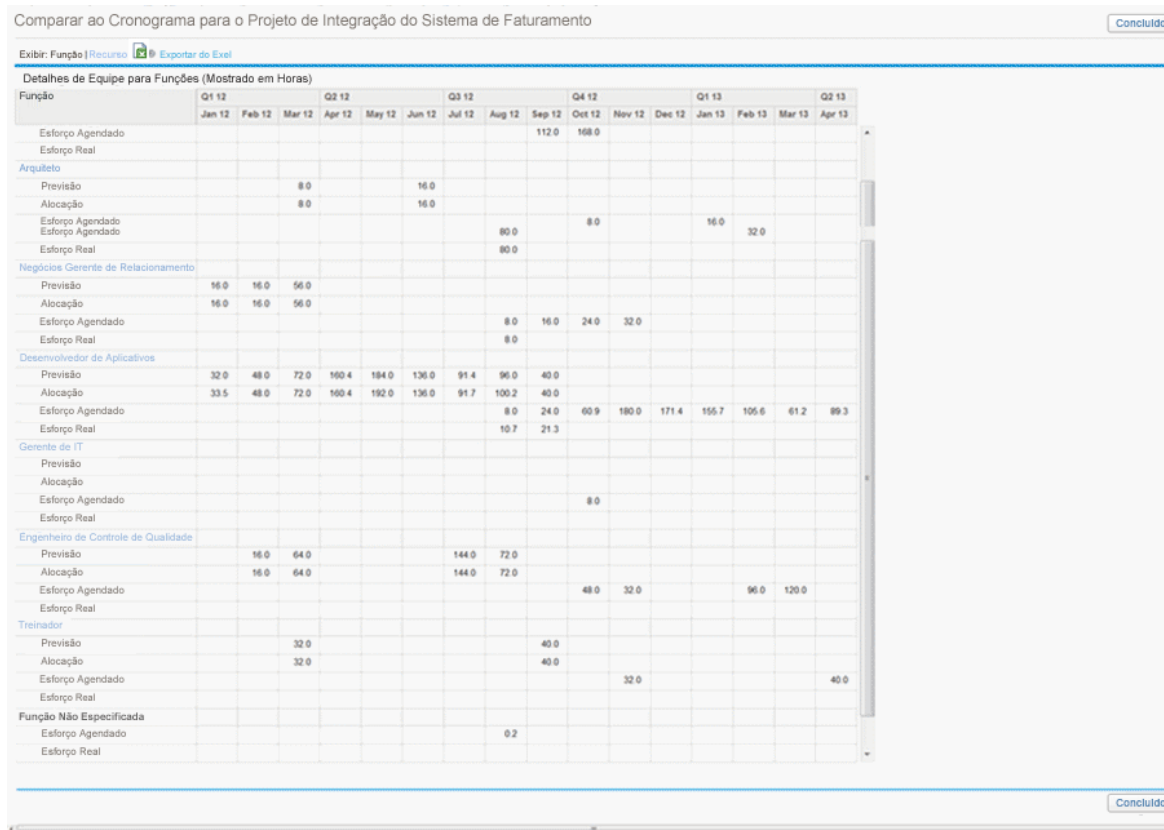 Comparar ao Cronograma para o Projeto de Integração do Sistema de Faturamento
Concluído
Exibir: Função | Recurso Exportar do Exel
Detalhes de Equipe para Funções (Mostrado em Horas)
Função Q1 12 Q2 12 Q3 12 Q4 12 Q1 13 Q2 13
Jan 12 Feb 12 Mar 12 Apr 12 May 12 Jun 12 Jul 12 Aug 12 Sep 12 Oct 12 Nov 12 Dec 12 Jan 13 Feb 13 Mar 13 Apr 13
Esforço Agendado 112.0 168.0
Esforço Real
Arquiteto
Previsão 8.0 16.0
Alocação 8.0 16.0
Esforço Agendado 8.0 16.0
Esforço Agendado 80.0 32.0
Esforço Real 80.0
Negócios Gerente de Relacionamento
Previsão 16.0 16.0 56.0
Alocação 16.0 16.0 56.0
Esforço Agendado 8.0 16.0 24.0 32.0
Esforço Real 8.0
Desenvolvedor de Aplicativos
Previsão 32.0 48.0 72.0 160.4 184.0 136.0 91.4 96.0 40.0
Alocação 33.5 48.0 72.0 160.4 192.0 136.0 91.7 100.2 40.0
Esforço Agendado 8.0 24.0 60.9 180.0 171.4 155.7 105.6 61.2 89.3
Esforço Real 10.7 21.3
Gerente de IT
Previsão
Alocação
Esforço Agendado 8.0
Esforço Real
Engenheiro de Controle de Qualidade
Previsão 16.0 64.0 144.0 72.0
Alocação 16.0 64.0 144.0 72.0
Esforço Agendado 48.0 32.0 96.0 120.0
Esforço Real
Treinador
Previsão 32.0 40.0
Alocação 32.0 40.0
Esforço Agendado 32.0 40.0
Esforço Real
Função Não Especificada
Esforço Agendado 0.2
Esforço Real
Concluído